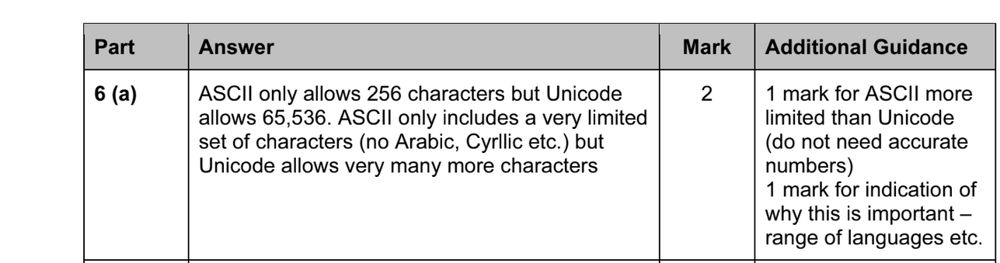 Part Answer Mark Additional Guidance
6 (a) ASCII only allows 256 characters but Unicode 2 1 mark for ASCII more
allows 65,536. ASCII only includes a very limited limited than Unicode
set of characters (no Arabic, Cyrllic etc.) but (do not need accurate
Unicode allows very many more characters numbers)
1 mark for indication of
why this is important –
range of languages etc.